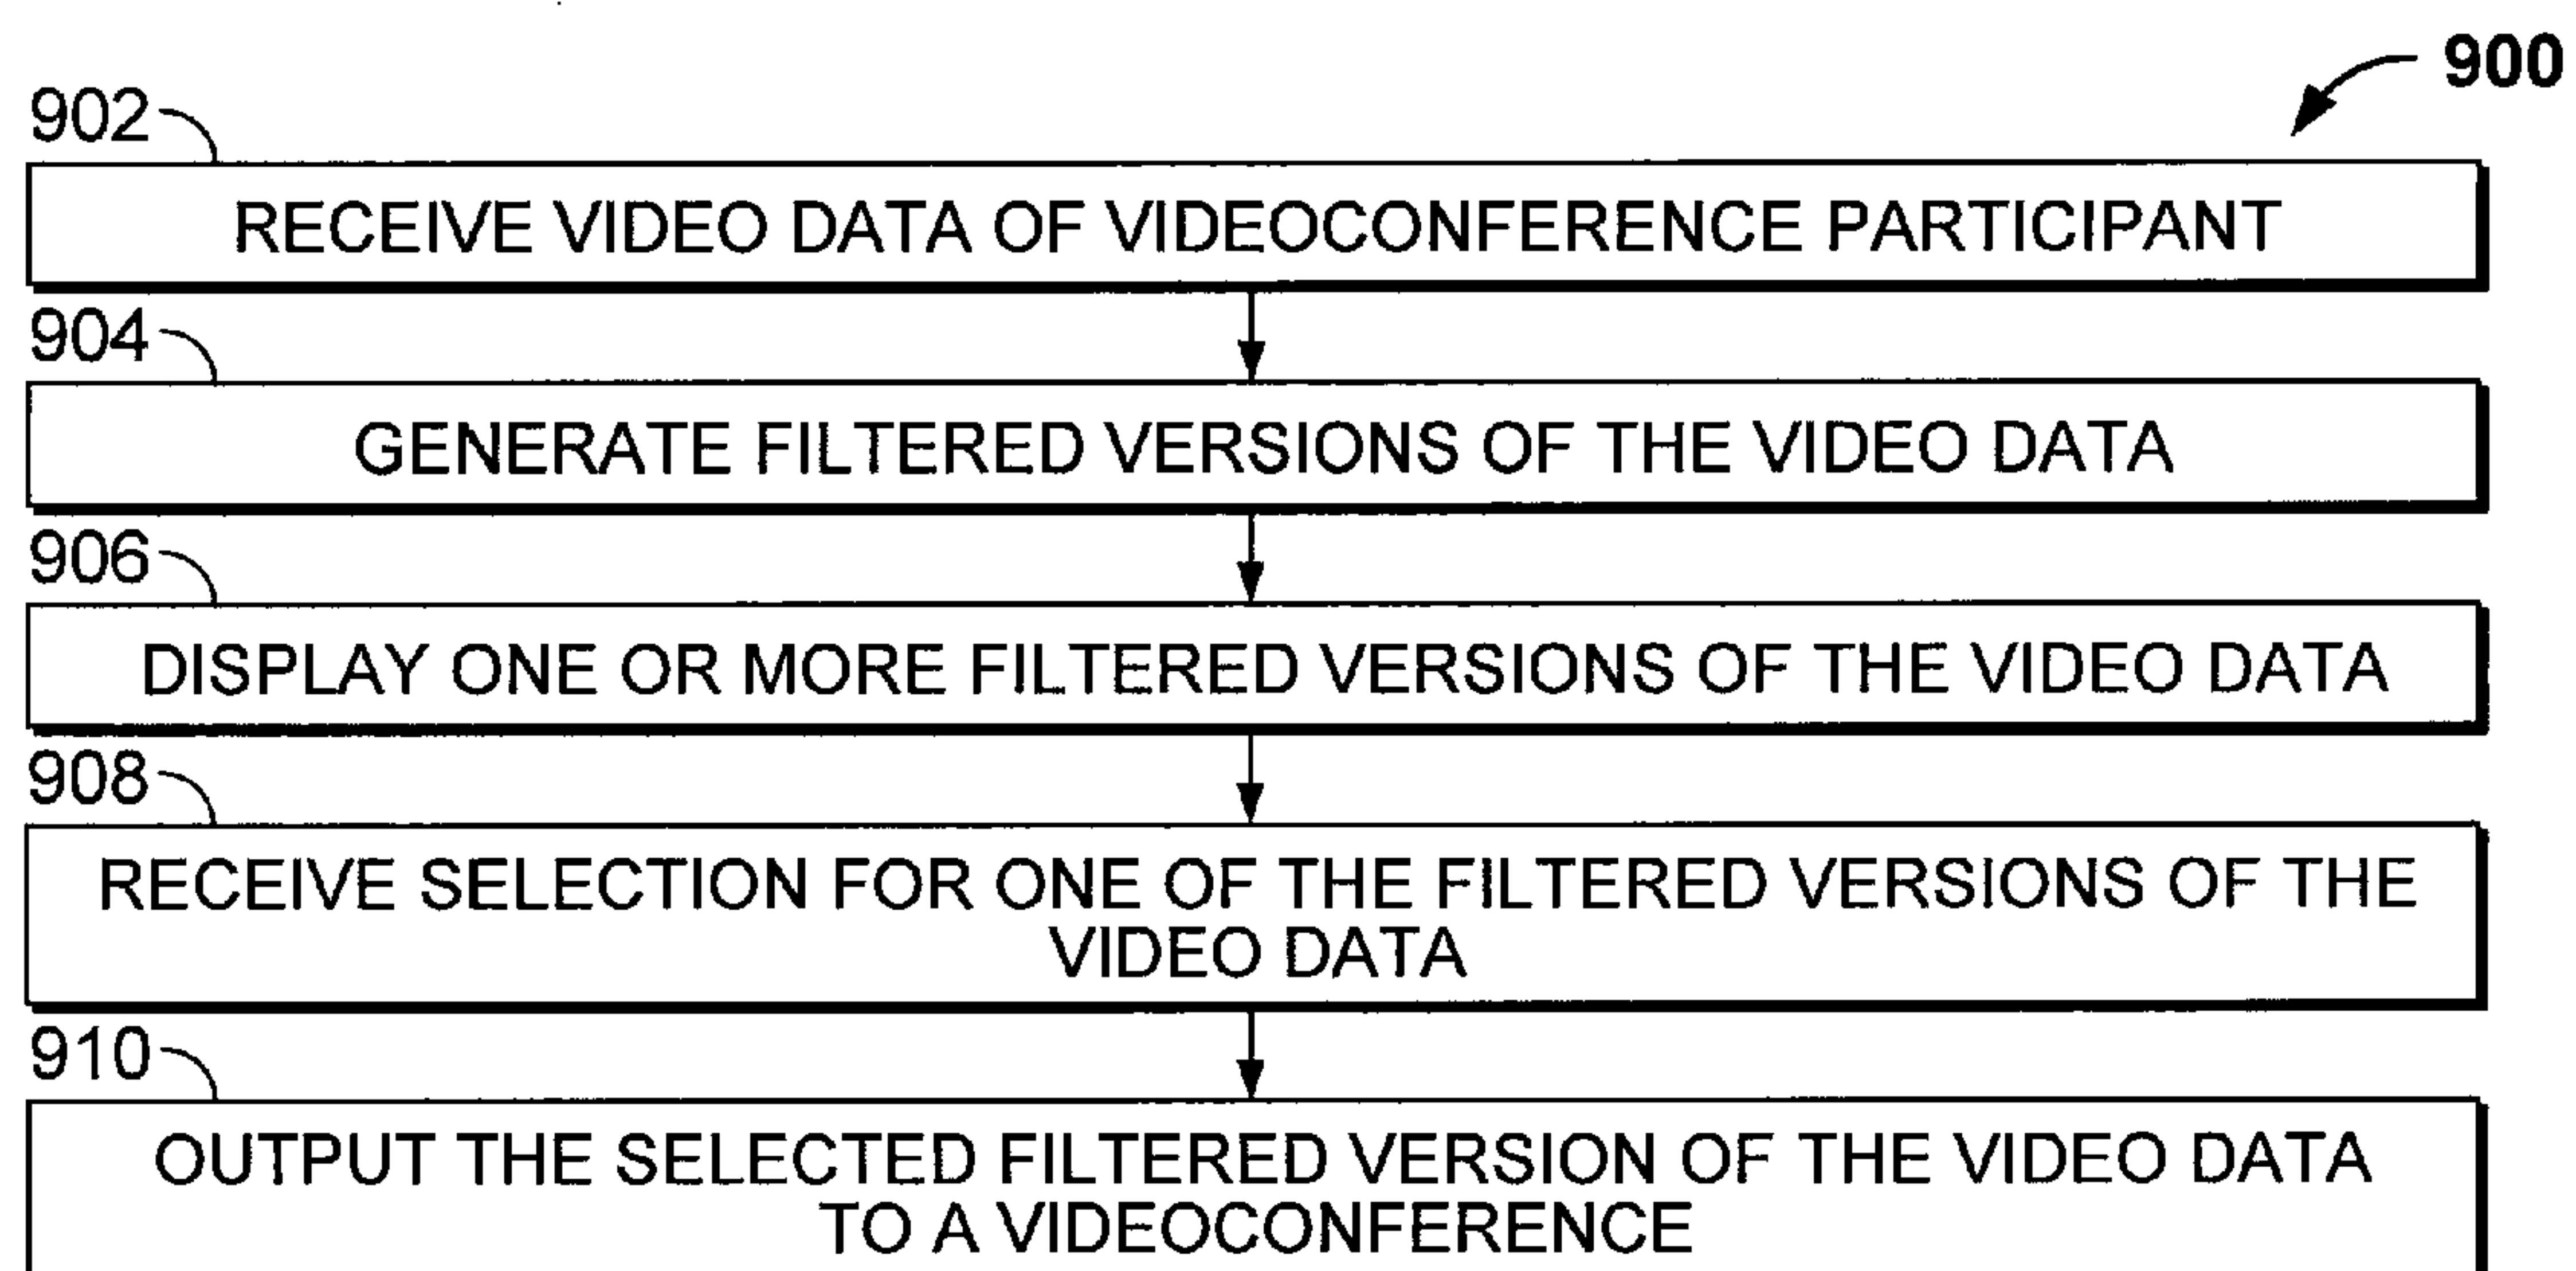 900
902
RECEIVE VIDEO DATA OF VIDEOCONFERENCE PARTICIPANT
904
GENERATE FILTERED VERSIONS OF THE VIDEO DATA
906
DISPLAY ONE OR MORE FILTERED VERSIONS OF THE VIDEO DATA
908
RECEIVE SELECTION FOR ONE OF THE FILTERED VERSIONS OF THE
VIDEO DATA
910
OUTPUT THE SELECTED FILTERED VERSION OF THE VIDEO DATA
TO A VIDEOCONFERENCE